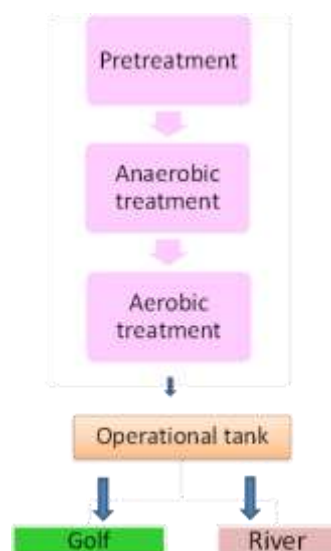 Pretreatment
Anaerobic
treatment
Aerobic
treatment
Operational tank
Golf
River